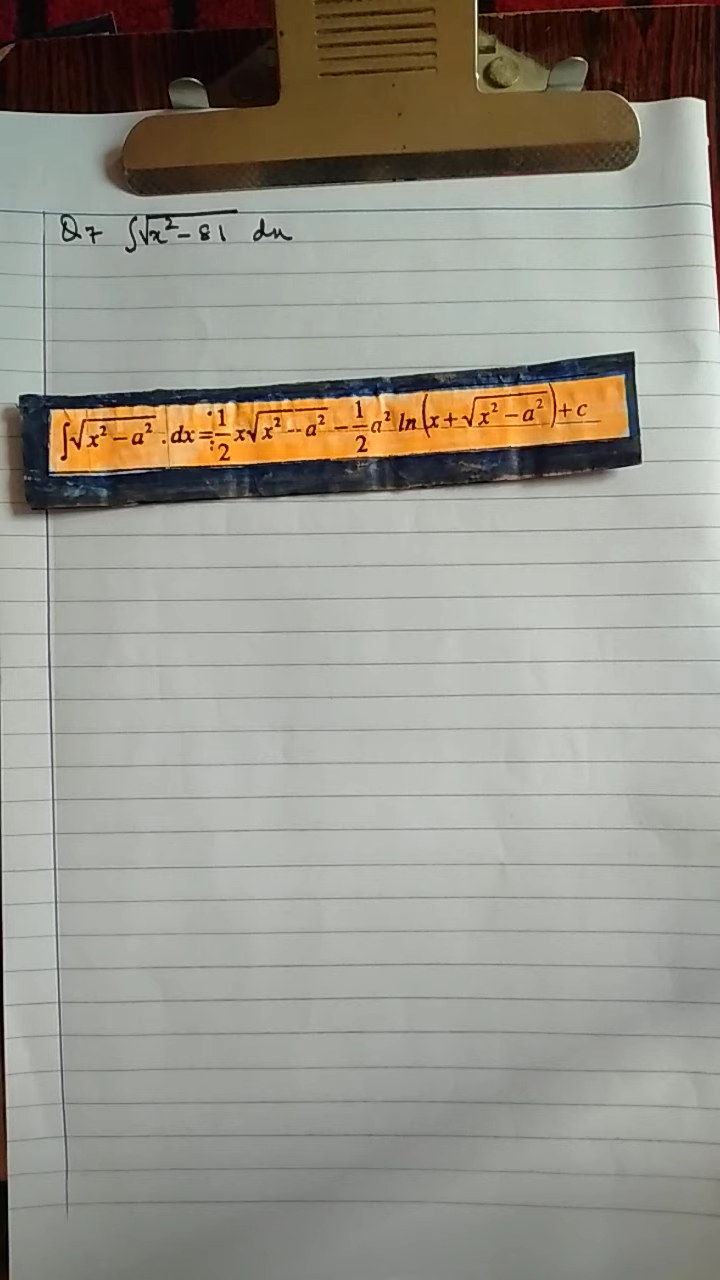 Q7 ∫√x²-81 dx
∫√x² - a² . dx = 1/2 x√x² - a² - 1/2 a² ln(x + √x² - a²) + c